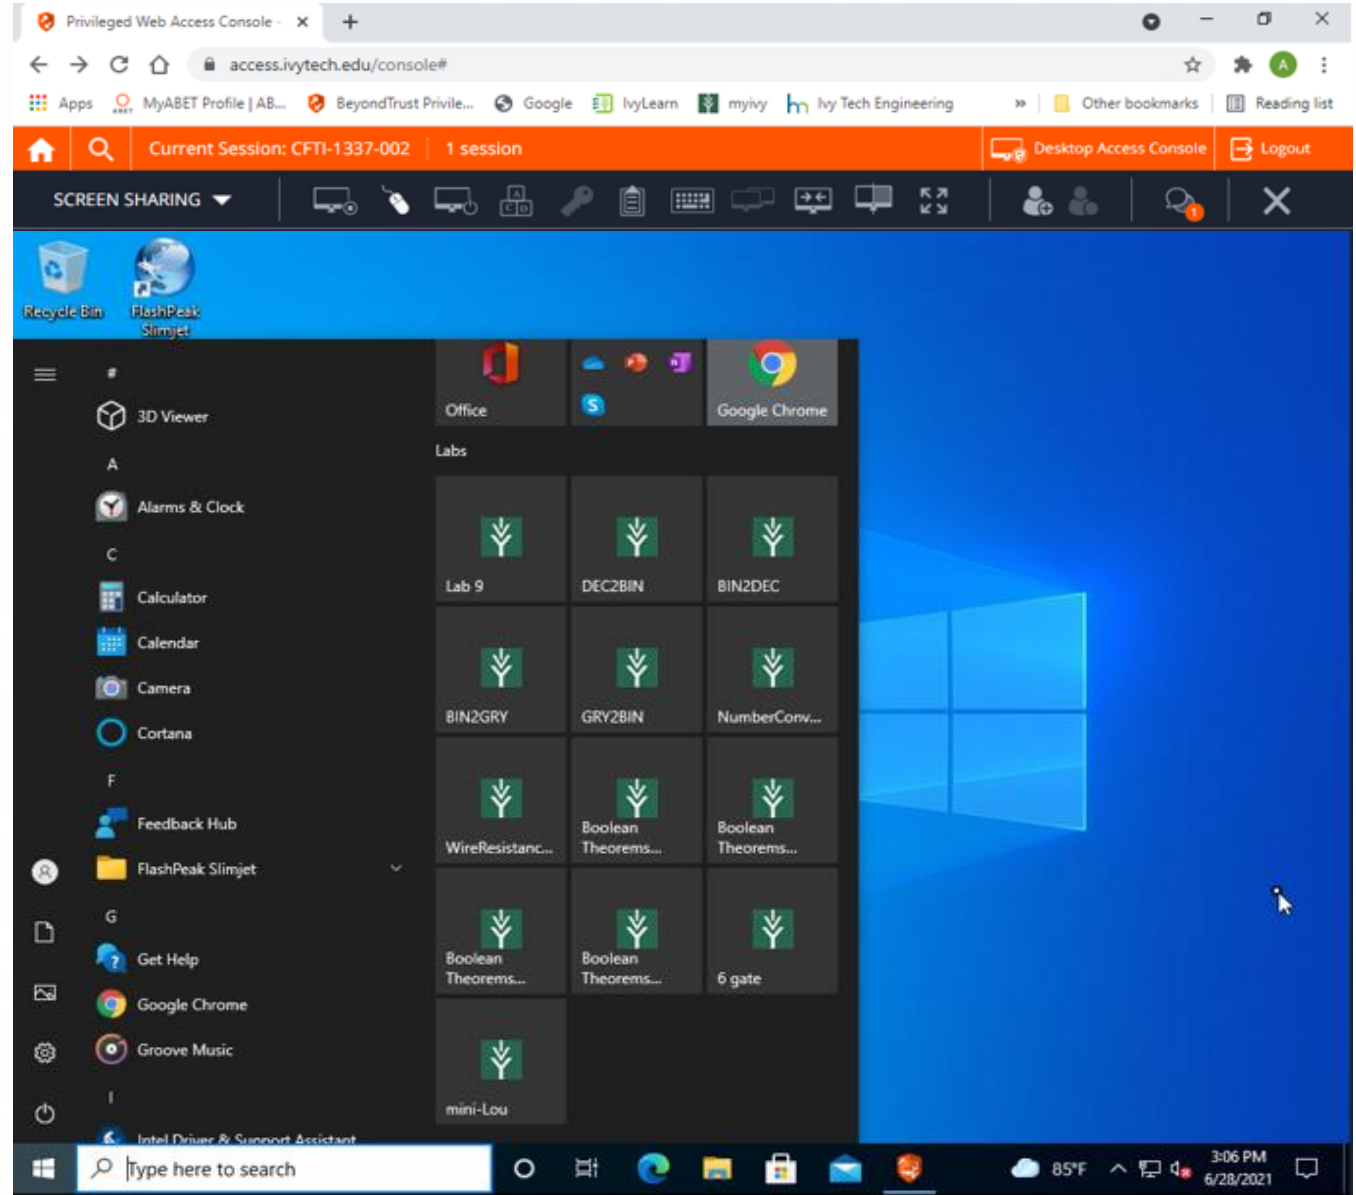 Privileged Web Access Console -
access.ivytech.edu/console#
A
Apps
MyABET Profile | AB...
BeyondTrust Privile...
Google
IvyLearn
myivy
Ivy Tech Engineering
»
Other bookmarks
Reading list
Current Session: CFTI-1337-002
1 session
Desktop Access Console
Logout
SCREEN SHARING
1
Recycle Bin
FlashPeak
Slimjet
#
3D Viewer
A
Alarms & Clock
C
Calculator
Calendar
Camera
Cortana
F
Feedback Hub
FlashPeak Slimjet
G
Get Help
Google Chrome
Groove Music
I
Intel Driver & Support Assistant
Office
Google Chrome
Labs
Lab 9
DEC2BIN
BIN2DEC
BIN2GRY
GRY2BIN
NumberConv...
WireResistanc...
Boolean
Theorems...
Boolean
Theorems...
Boolean
Theorems...
Boolean
Theorems...
6 gate
mini-Lou
Type here to search
85°F
3:06 PM
6/28/2021